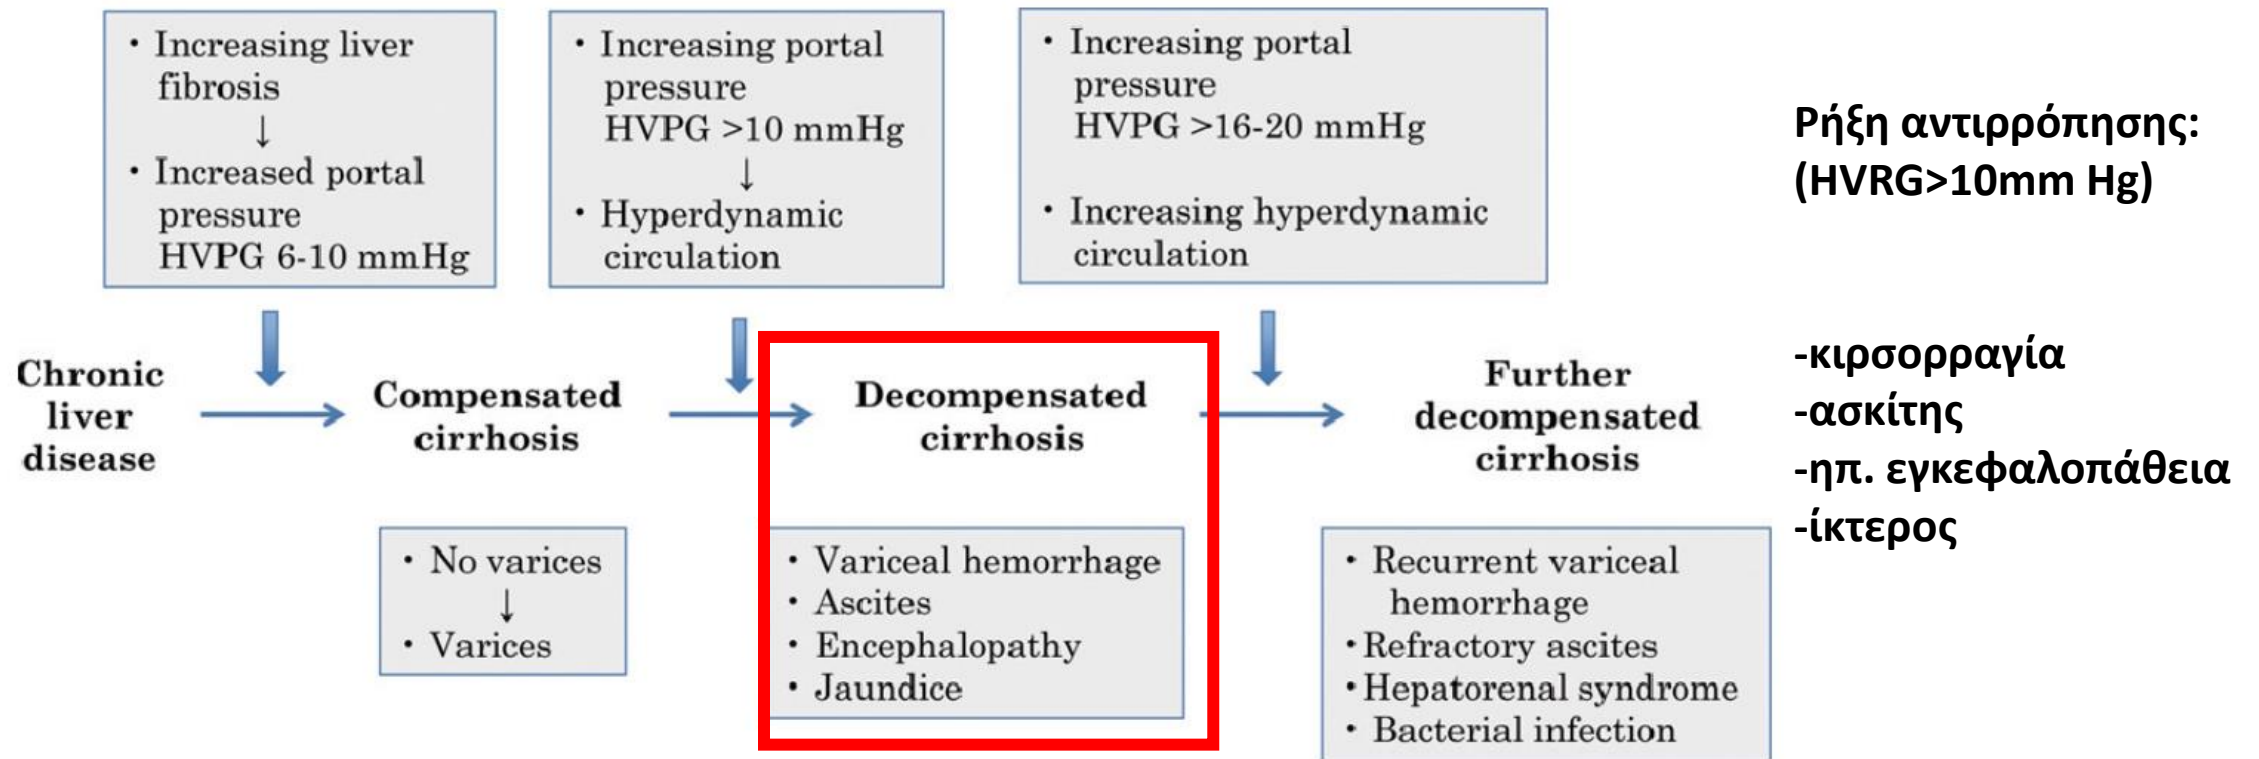 • Increasing liver
fibrosis
↓
• Increased portal
pressure
HVPG 6-10 mmHg
• Increasing portal
pressure
HVPG >10 mmHg
↓
• Hyperdynamic
circulation
• Increasing portal
pressure
HVPG >16-20 mmHg
• Increasing hyperdynamic
circulation
Ρήξη αντιρρόπησης:
(HVRG>10mm Hg)
Chronic
liver
disease
Compensated
cirrhosis
Decompensated
cirrhosis
Further
decompensated
cirrhosis
-κιρσορραγία
-ασκίτης
-ηπ. εγκεφαλοπάθεια
-ίκτερος
• No varices
↓
• Varices
• Variceal hemorrhage
• Ascites
• Encephalopathy
• Jaundice
• Recurrent variceal
hemorrhage
• Refractory ascites
• Hepatorenal syndrome
• Bacterial infection